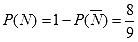 P(N) = 1 - P(N̅) = 8/9